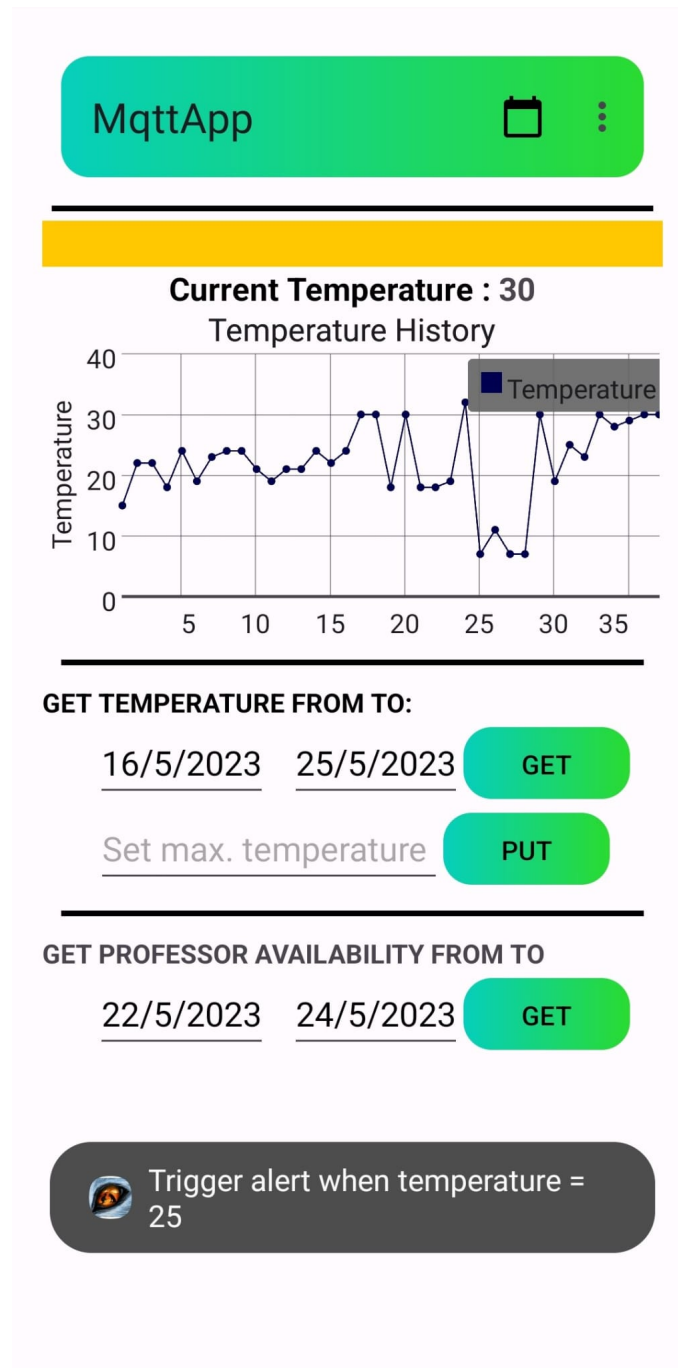 MqttApp
Current Temperature : 30
Temperature History
Temperature
40
30
20
10
0
Temperature
5 10 15 20 25 30 35
GET TEMPERATURE FROM TO:
16/5/2023 25/5/2023 GET
Set max. temperature PUT
GET PROFESSOR AVAILABILITY FROM TO
22/5/2023 24/5/2023 GET
Trigger alert when temperature =
25